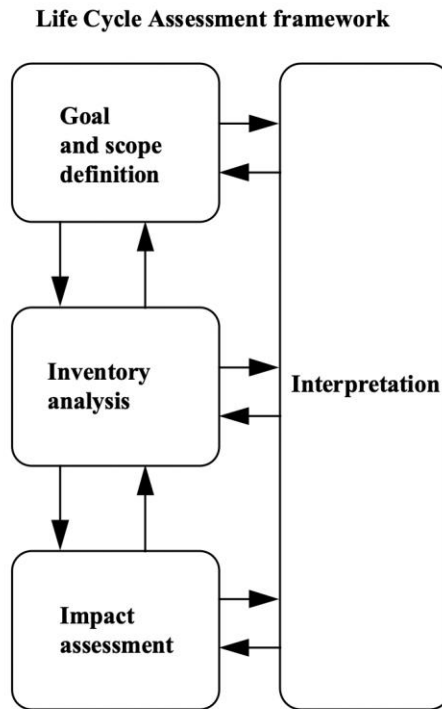 Life Cycle Assessment framework
Goal
and scope
definition
Inventory
analysis
Interpretation
Impact
assessment